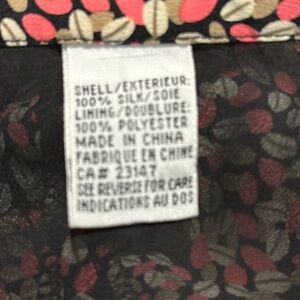 SHELL/EXTERIEUR:
100% SILK/SOIE
LINING/DOUBLURE:
100% POLYESTER
MADE IN CHINA
FABRIQUE EN CHINE
CA# 23147
SEE REVERSE FOR CARE
INDICATIONS AU DOS